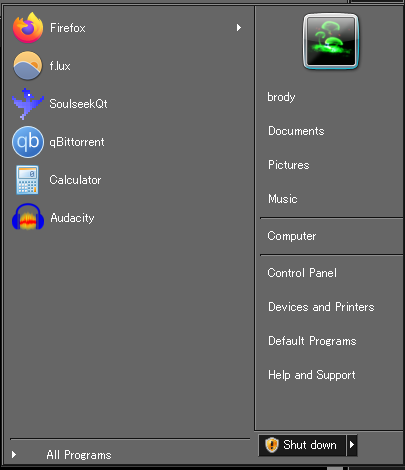 Firefox
f.lux
SoulseekQt
qb qBittorrent
Calculator
Audacity
All Programs
brody
Documents
Pictures
Music
Computer
Control Panel
Devices and Printers
Default Programs
Help and Support
Shut down